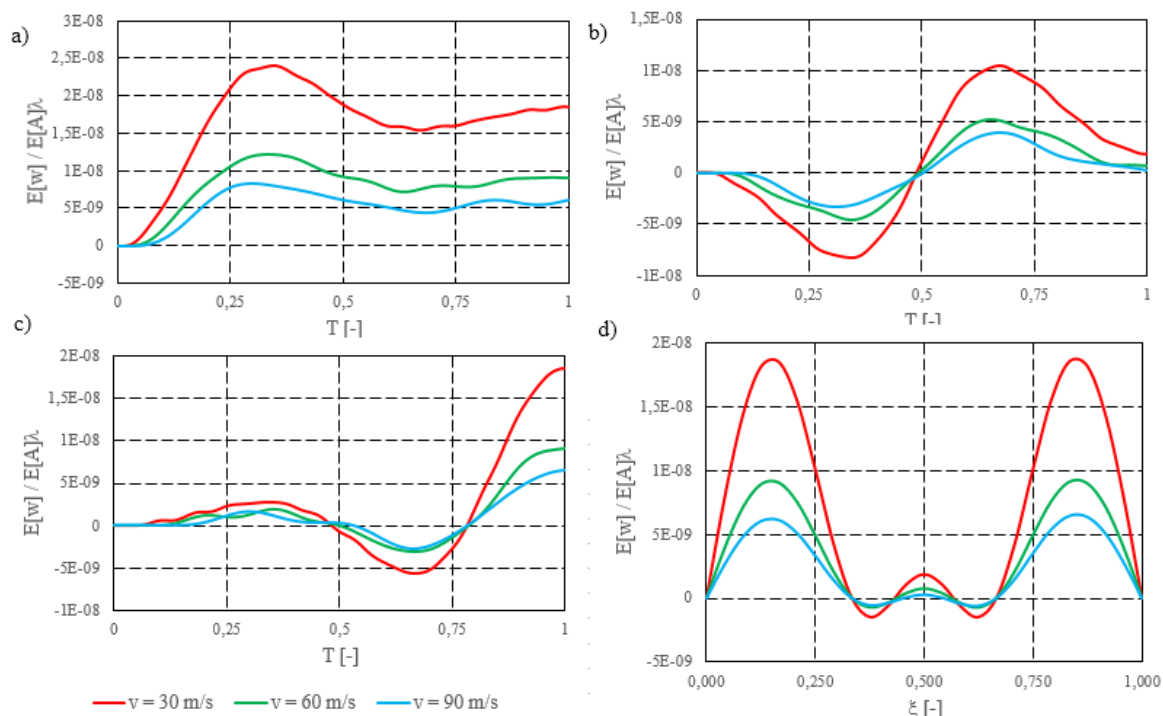 a)
3E-08
2,5E-08
2E-08
1,5E-08
1E-08
5E-09
0
-5E-09
E[w] / E[A]λ
0 0,25 0,5 0,75 1
T [-]
b)
1,5E-08
1E-08
5E-09
0
-5E-09
-1E-08
E[w] / E[A]λ
0 0,25 0,5 0,75 1
T [-]
c)
2E-08
1,5E-08
1E-08
5E-09
0
-5E-09
-1E-08
E[w] / E[A]λ
0 0,25 0,5 0,75 1
T [-]
d)
2E-08
1,5E-08
1E-08
5E-09
0
-5E-09
E[w] / E[A]λ
0,000 0,250 0,500 0,750 1,000
ξ [-]
v = 30 m/s v = 60 m/s v = 90 m/s